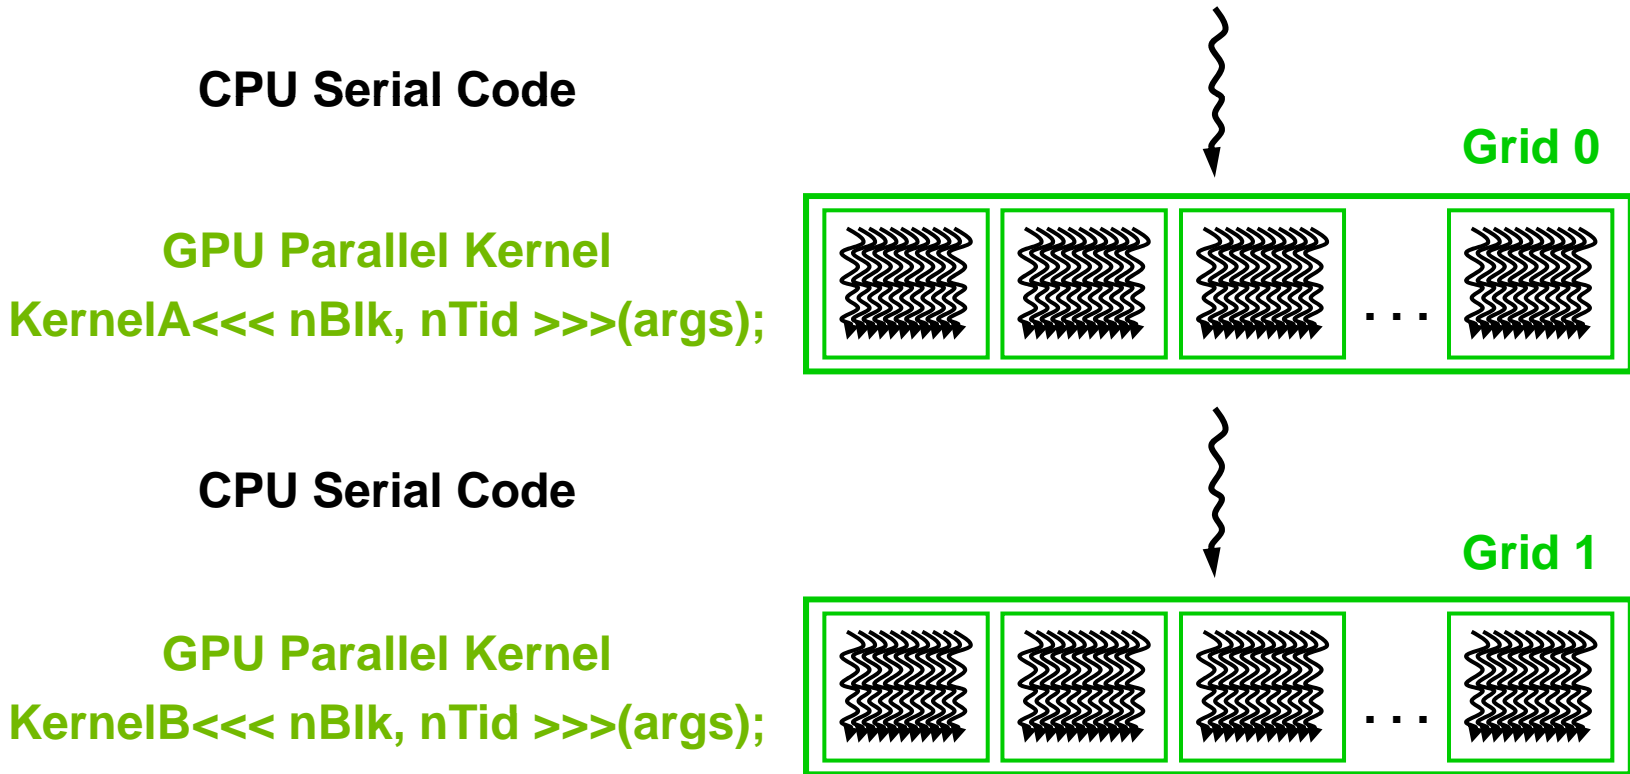 CPU Serial Code
Grid 0
GPU Parallel Kernel
KernelA<<< nBlk, nTid >>>(args);
. . .
CPU Serial Code
Grid 1
GPU Parallel Kernel
KernelB<<< nBlk, nTid >>>(args);
. . .